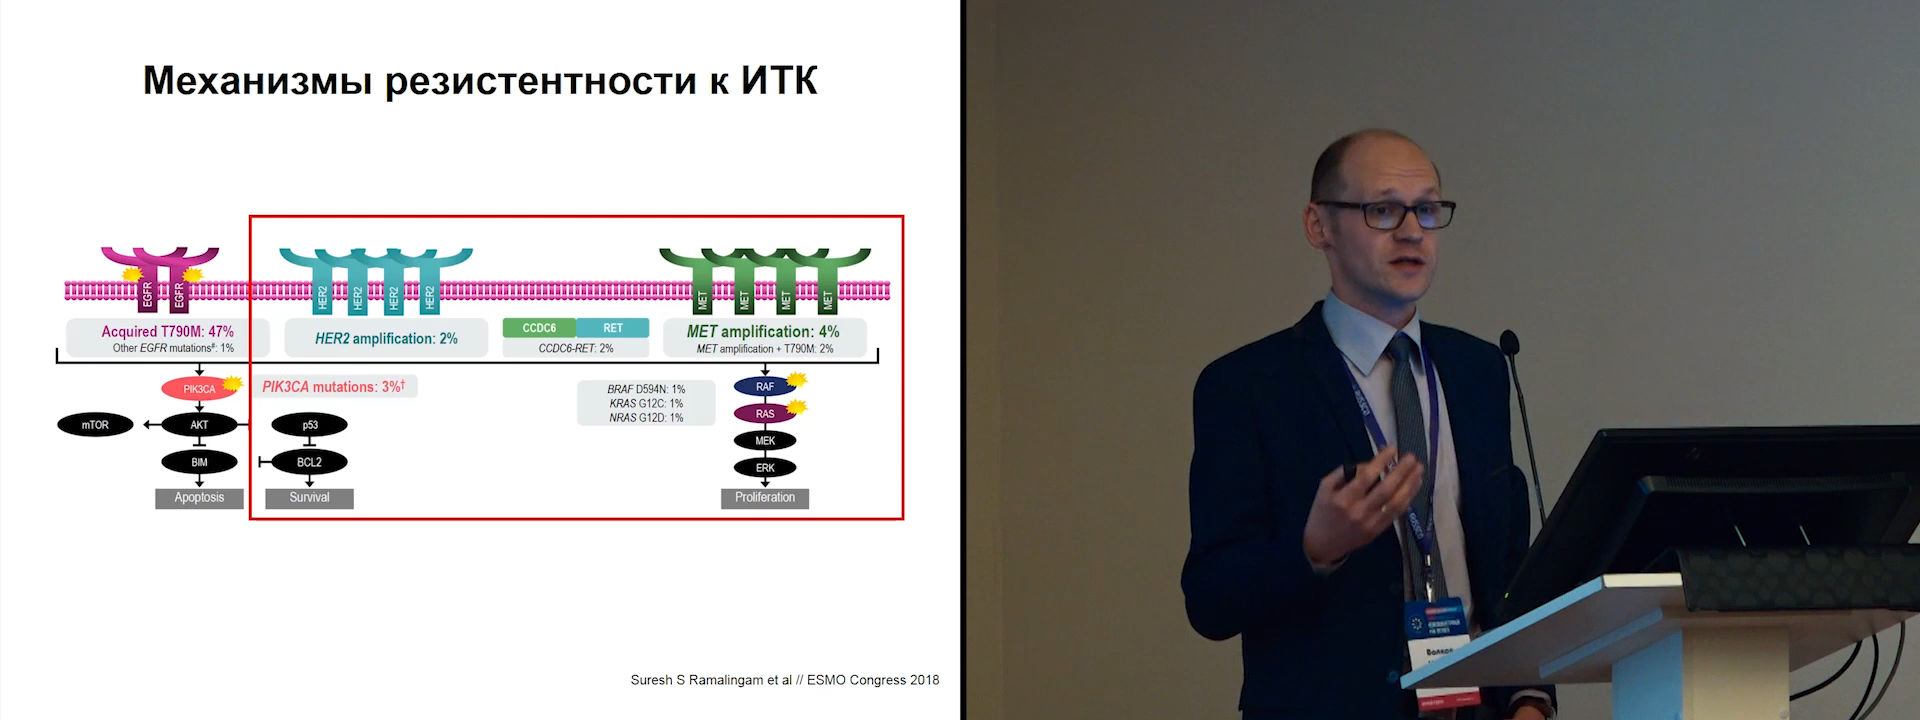 Механизмы резистентности к ИТК
EGFR
EGFR
HER2
HER2
HER2
HER2
MET
MET
MET
MET
Acquired T790M: 47%
Other EGFR mutations#: 1%
HER2 amplification: 2%
CCDC6
RET
CCDC6-RET: 2%
MET amplification: 4%
MET amplification + T790M: 2%
PIK3CA
PIK3CA mutations: 3%†
BRAF D594N: 1%
KRAS G12C: 1%
NRAS G12D: 1%
RAF
RAS
MEK
ERK
Proliferation
mTOR
AKT
BIM
Apoptosis
p53
BCL2
Survival
Suresh S Ramalingam et al // ESMO Congress 2018
RUSSCO